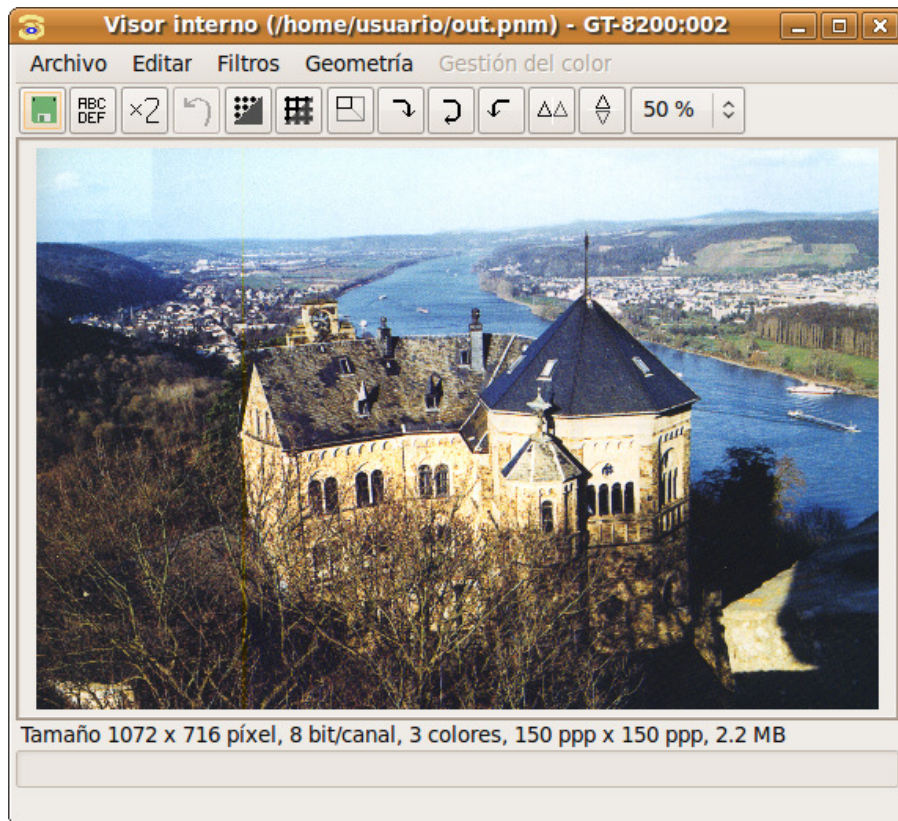 Visor interno (/home/usuario/out.pnm) - GT-8200:002
Archivo Editar Filtros Geometría Gestión del color
ABC DEF ×2 50 %
Tamaño 1072 x 716 píxel, 8 bit/canal, 3 colores, 150 ppp x 150 ppp, 2.2 MB